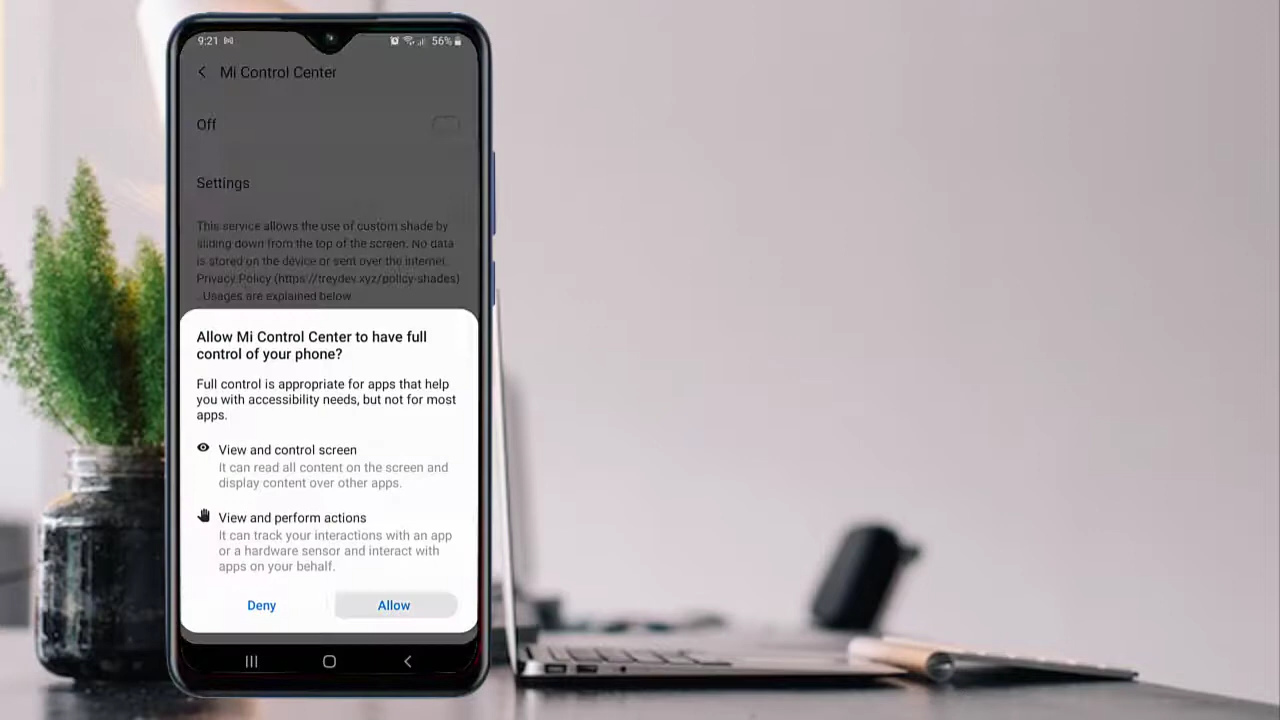 9:21 56%
Mi Control Center
Off
Settings
This service allows the use of custom shade by
sliding down from the top of the screen. No data
is stored on the device or sent over the internet.
Privacy Policy (https://treydev.xyz/policy-shades)
. Usages are explained below
Allow Mi Control Center to have full
control of your phone?
Full control is appropriate for apps that help
you with accessibility needs, but not for most
apps.
View and control screen
It can read all content on the screen and
display content over other apps.
View and perform actions
It can track your interactions with an app
or a hardware sensor and interact with
apps on your behalf.
Deny Allow